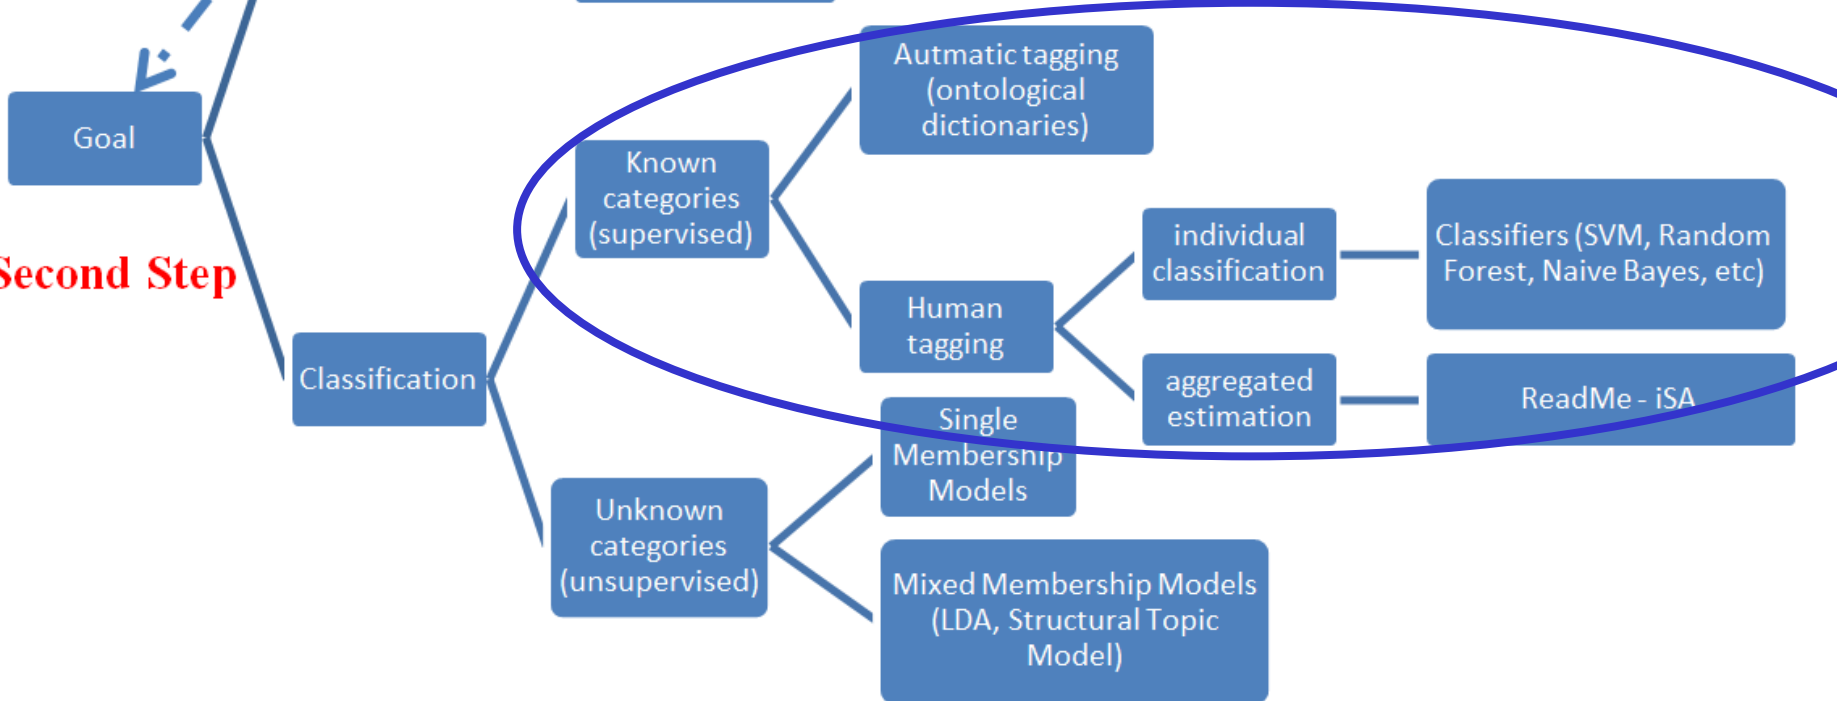 Goal
Second Step
Classification
Known
categories
(supervised)
Autmatic tagging
(ontological
dictionaries)
Human
tagging
individual
classification
Classifiers (SVM, Random
Forest, Naive Bayes, etc)
aggregated
estimation
ReadMe - iSA
Unknown
categories
(unsupervised)
Single
Membership
Models
Mixed Membership Models
(LDA, Structural Topic
Model)